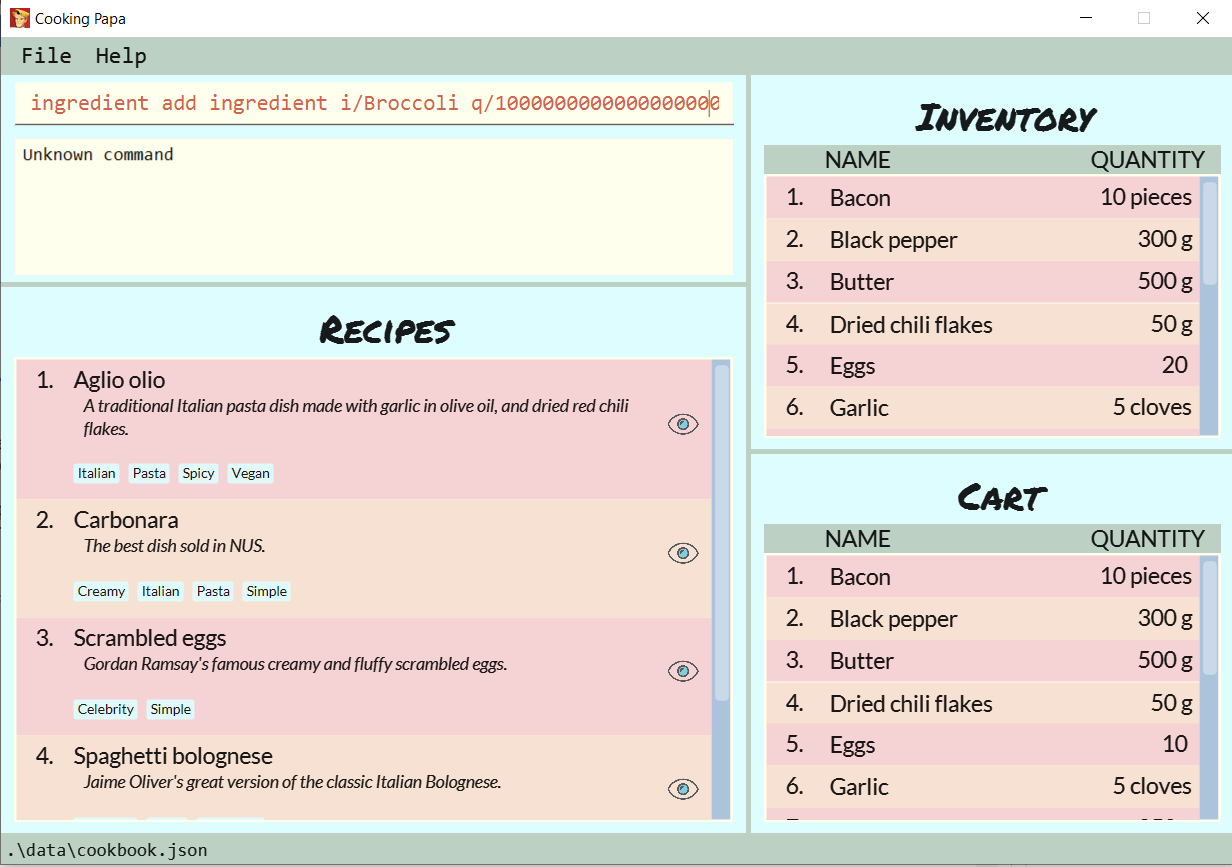 Cooking Papa
File Help
ingredient add ingredient i/Broccoli q/1000000000000000000
Unknown command
Recipes
1. Aglio olio
A traditional Italian pasta dish made with garlic in olive oil, and dried red chili
flakes.
Italian Pasta Spicy Vegan
2. Carbonara
The best dish sold in NUS.
Creamy Italian Pasta Simple
3. Scrambled eggs
Gordan Ramsay's famous creamy and fluffy scrambled eggs.
Celebrity Simple
4. Spaghetti bolognese
Jaime Oliver's great version of the classic Italian Bolognese.
Inventory
NAME QUANTITY
1. Bacon 10 pieces
2. Black pepper 300 g
3. Butter 500 g
4. Dried chili flakes 50 g
5. Eggs 20
6. Garlic 5 cloves
Cart
NAME QUANTITY
1. Bacon 10 pieces
2. Black pepper 300 g
3. Butter 500 g
4. Dried chili flakes 50 g
5. Eggs 10
6. Garlic 5 cloves
.\data\cookbook.json